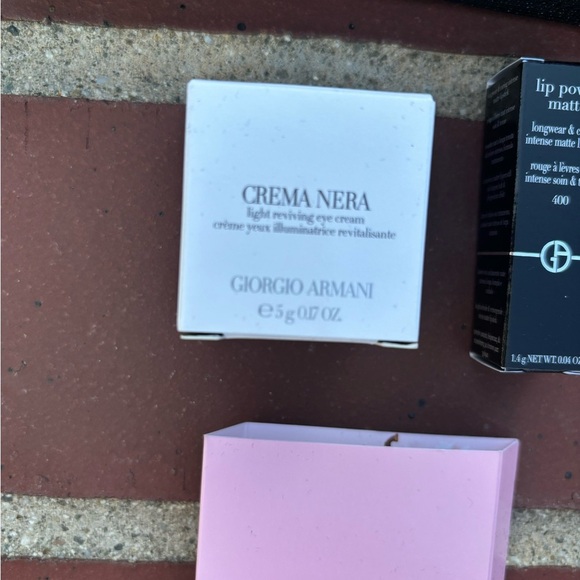 CREMA NERA
light reviving eye cream
crème yeux illuminatrice revitalisante
GIORGIO ARMANI
℮ 5 g 0.17 OZ.
lip pow
matt
longwear & c
intense matte l
rouge à lèvres
intense soin & 
400
GA
1.4 g NET WT. 0.04 OZ